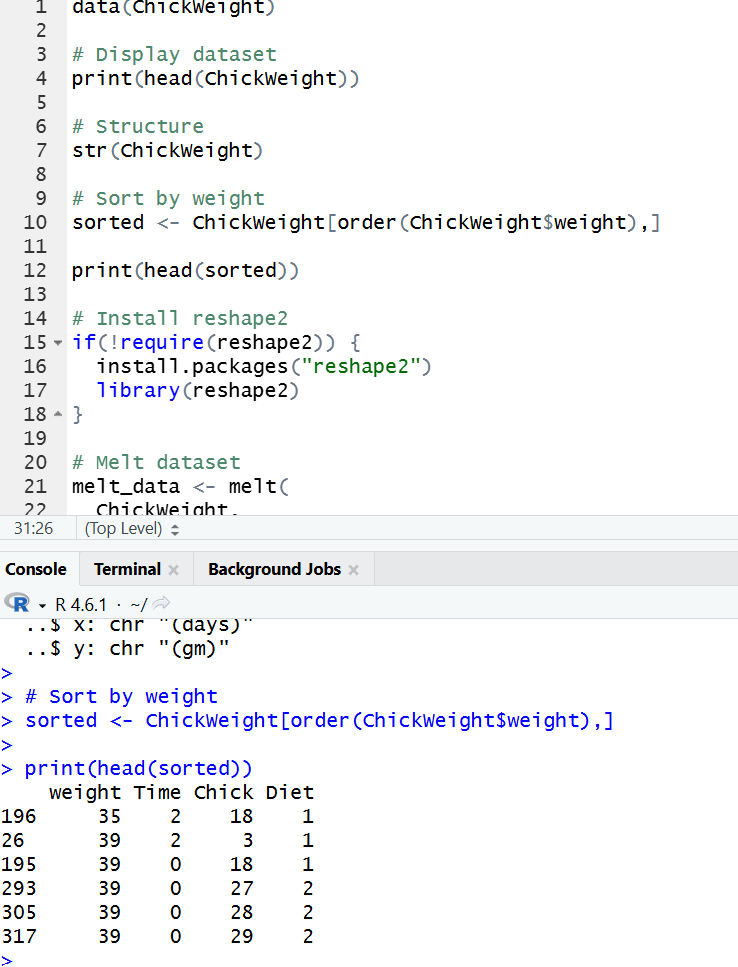 1 data(ChickWeight)
2
3 # Display dataset
4 print(head(ChickWeight))
5
6 # Structure
7 str(ChickWeight)
8
9 # Sort by weight
10 sorted <- ChickWeight[order(ChickWeight$weight),]
11
12 print(head(sorted))
13
14 # Install reshape2
15 if(!require(reshape2)) {
16   install.packages("reshape2")
17   library(reshape2)
18 }
19
20 # Melt dataset
21 melt_data <- melt(
22   ChickWeight,
31:26 (Top Level)
Console Terminal Background Jobs
R R 4.6.1 · ~/
..$ x: chr "(days)"
..$ y: chr "(gm)"
>
> # Sort by weight
> sorted <- ChickWeight[order(ChickWeight$weight),]
>
> print(head(sorted))
weight Time Chick Diet
196 35 2 18 1
26 39 2 3 1
195 39 0 18 1
293 39 0 27 2
305 39 0 28 2
317 39 0 29 2
>